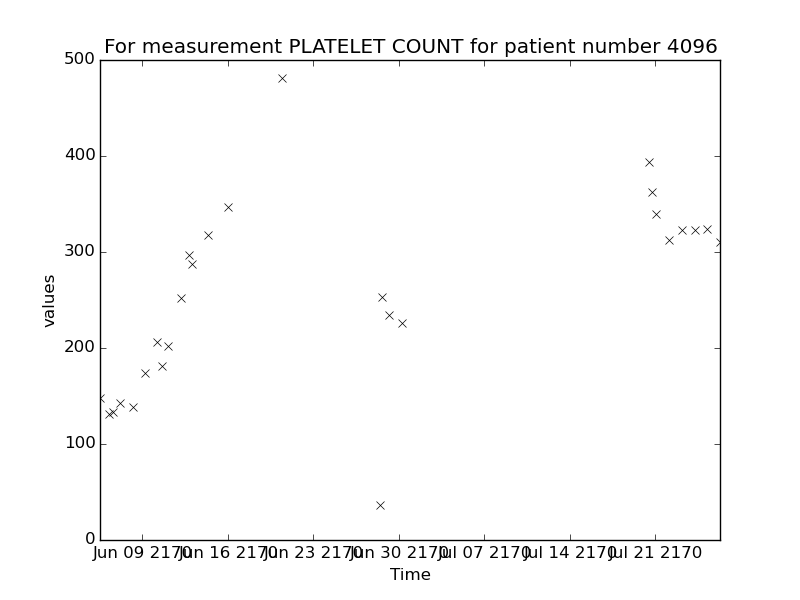 For measurement PLATELET COUNT for patient number 4096
500
400
300
200
100
0
values
Jun 09 2170 Jun 16 2170 Jun 23 2170 Jun 30 2170 Jul 07 2170 Jul 14 2170 Jul 21 2170
Time